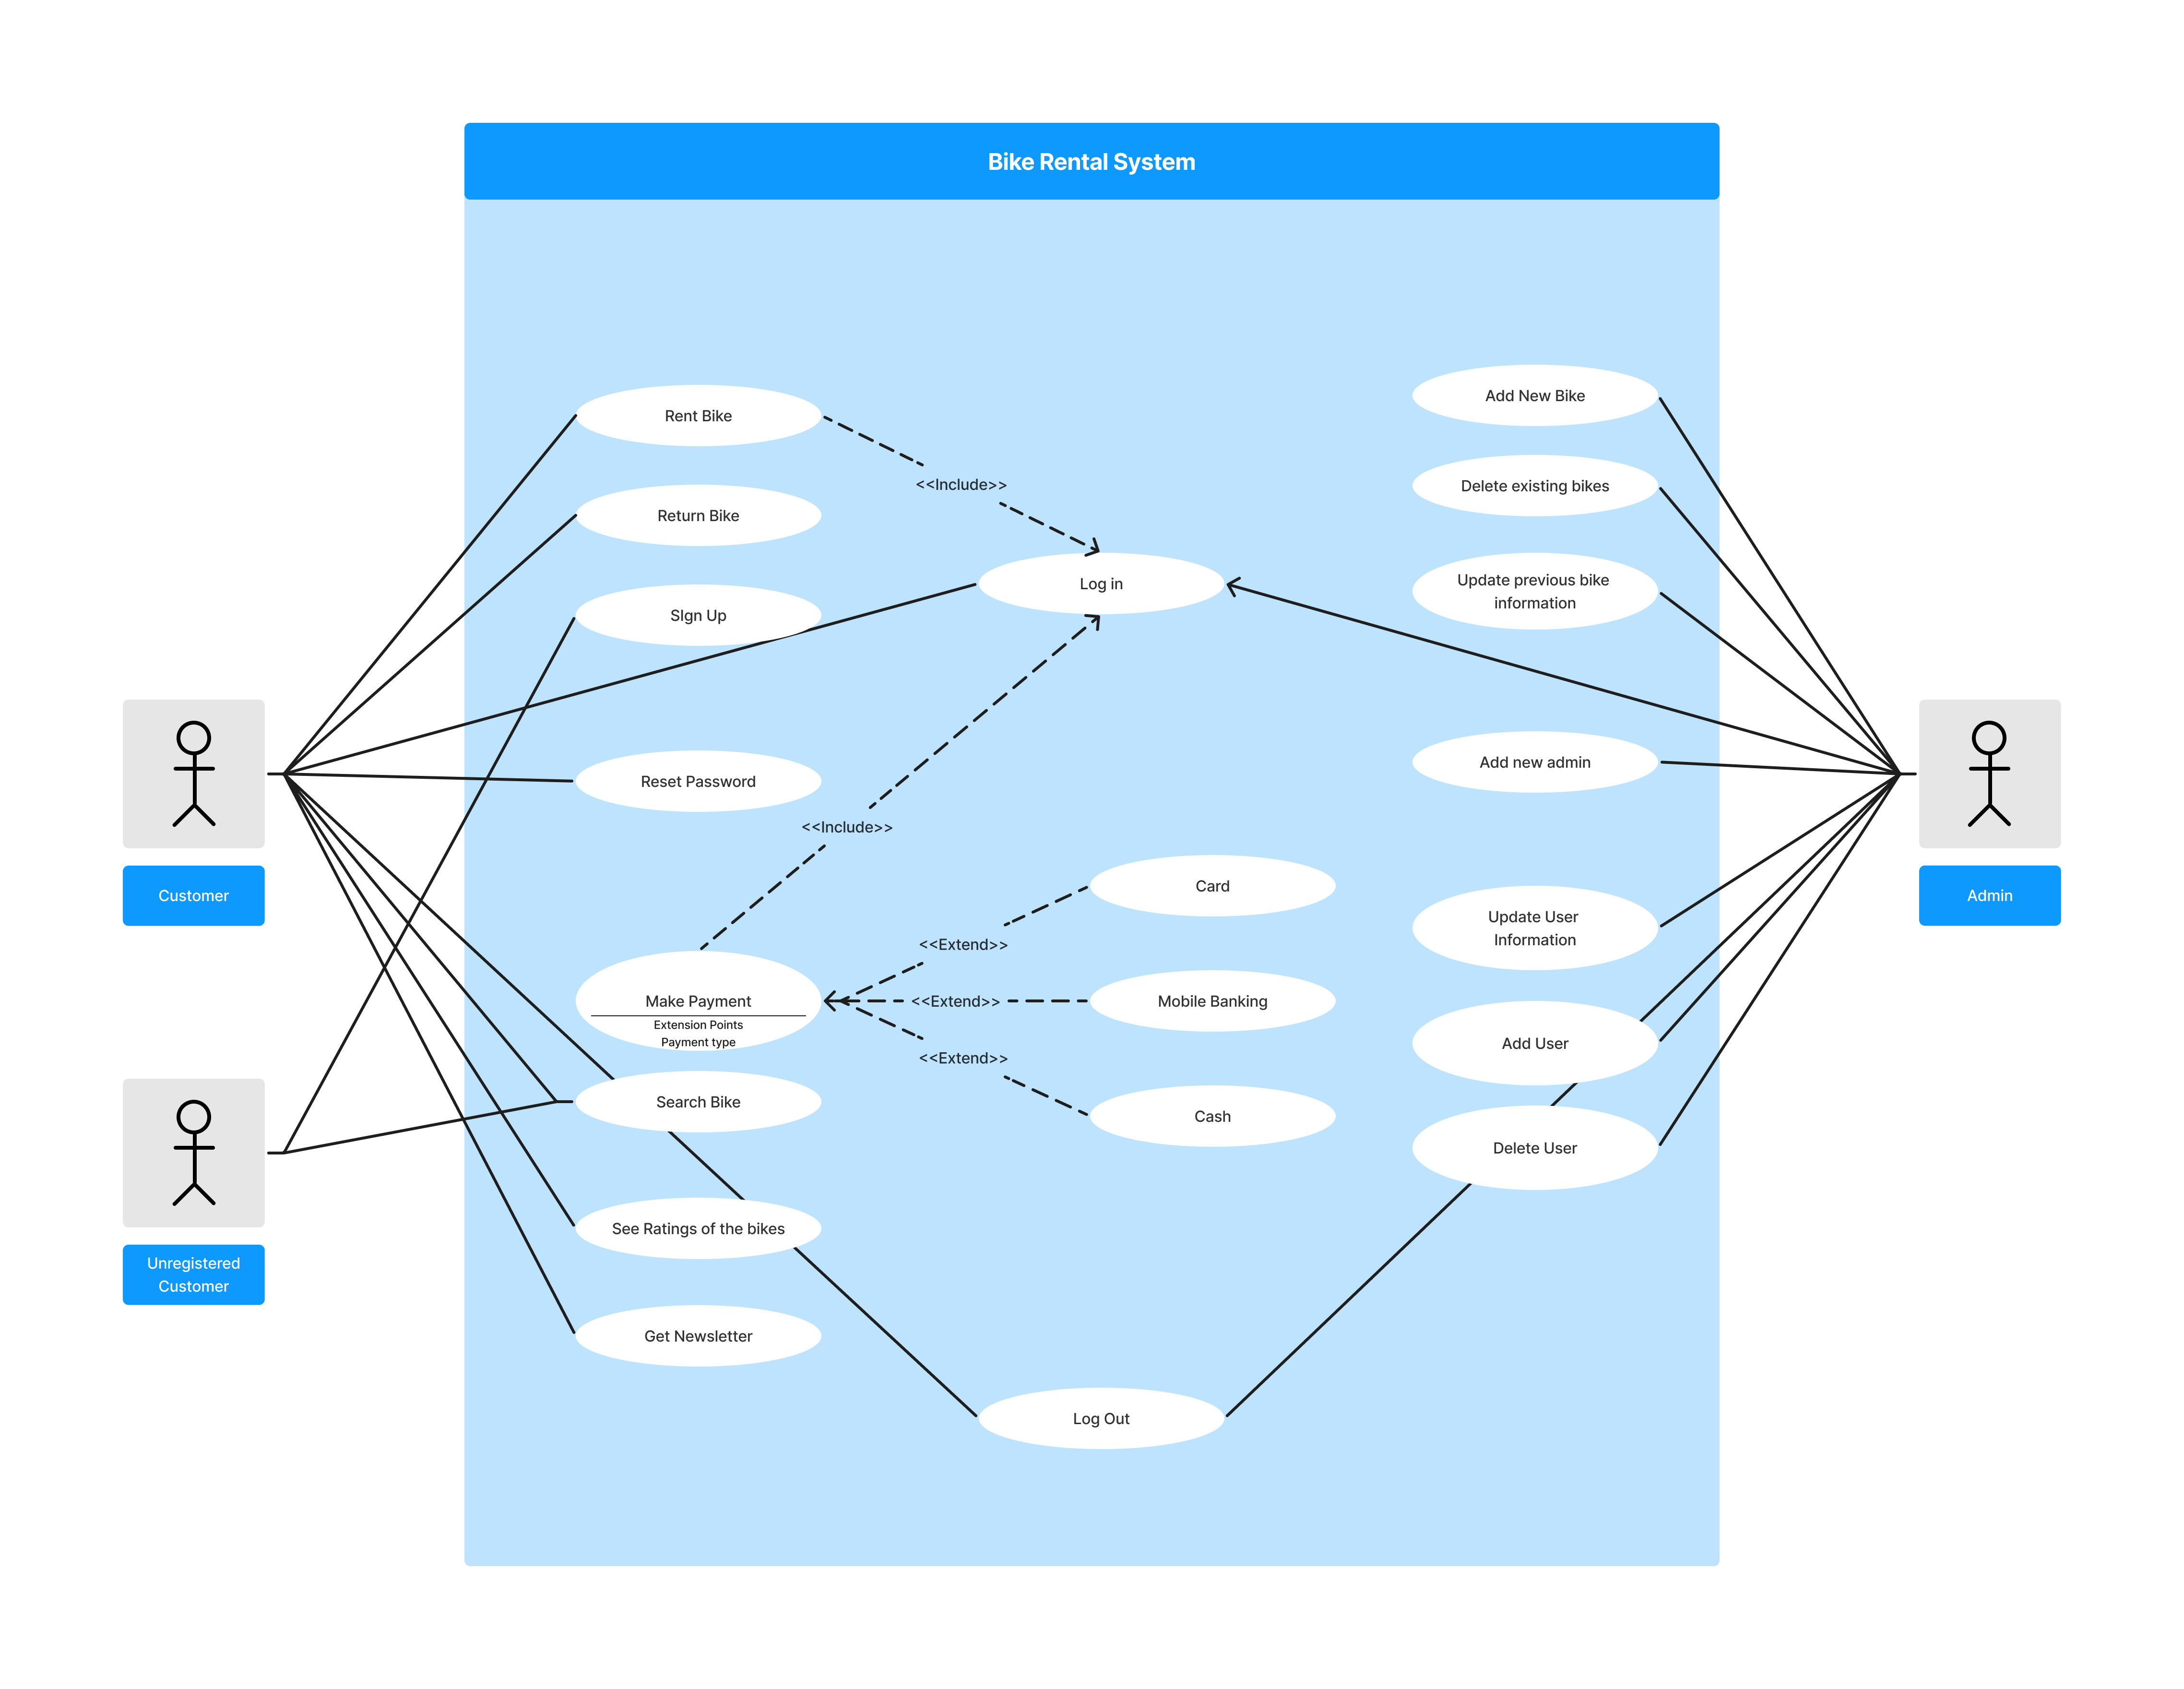 Bike Rental System
Rent Bike
Return Bike
SIgn Up
Reset Password
Make Payment
Extension Points
Payment type
Search Bike
See Ratings of the bikes
Get Newsletter
<<Include>>
Log in
<<Include>>
<<Extend>>
<<Extend>>
<<Extend>>
Card
Mobile Banking
Cash
Log Out
Add New Bike
Delete existing bikes
Update previous bike
information
Add new admin
Update User
Information
Add User
Delete User
Customer
Unregistered
Customer
Admin